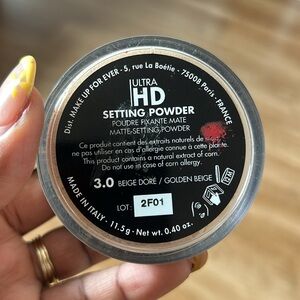 Dist. MAKE UP FOR EVER - 5, rue La Boétie - 75008 Paris - FRANCE
ULTRA
HD
SETTING POWDER
POUDRE FIXANTE MATE
MATTE-SETTING POWDER
Ce produit contient des extraits naturels de
ne pas utiliser en cas d'allergie connue à cette plante.
This product contains a natural extract of corn.
Do not use in case of corn allergy.
3.0 BEIGE DORÉ / GOLDEN BEIGE
LOT: 2F01
MADE IN ITALY - 11.5 g - Net wt. 0.40 oz.